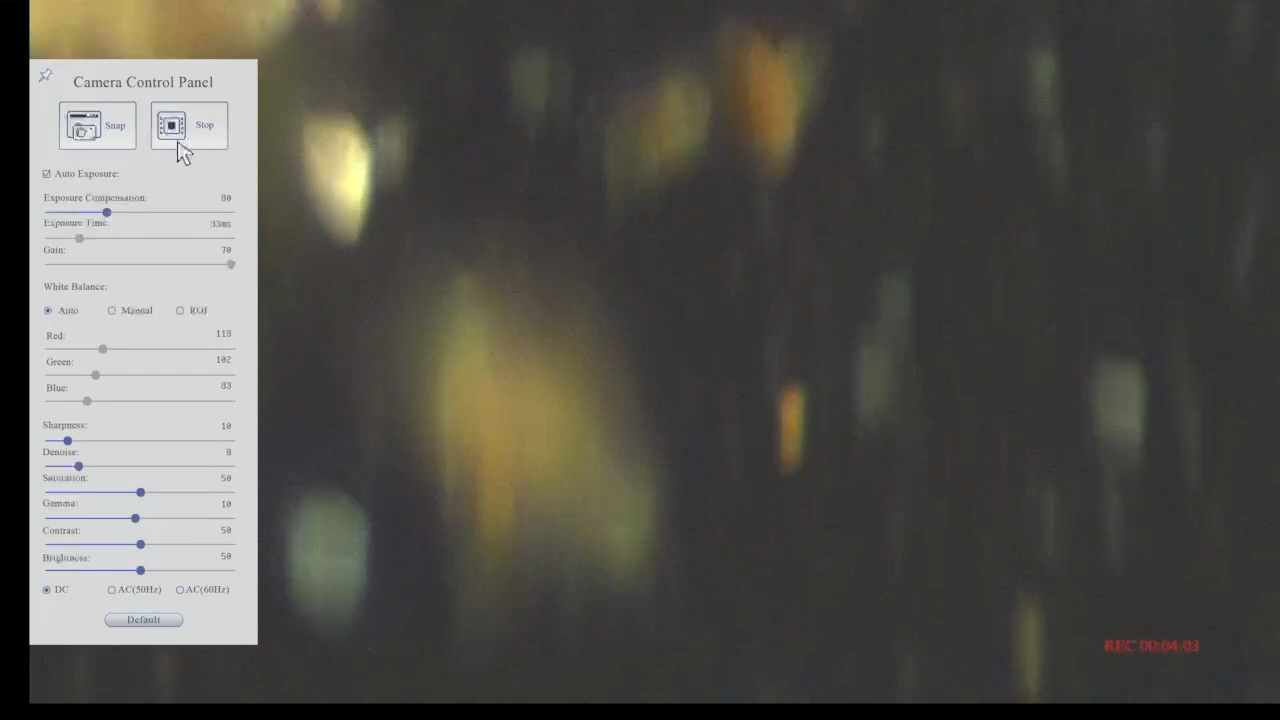 Camera Control Panel
Snap
Stop
Auto Exposure:
Exposure Compensation: 80
Exposure Time 33ms
Gain: 70
White Balance:
Auto Manual ROI
Red: 118
Green: 102
Blue: 83
Sharpness: 10
Denoise: 8
Saturation: 50
Gamma: 10
Contrast: 50
Brightness: 50
DC AC(50Hz) AC(60Hz)
Default
REC 00:04:03